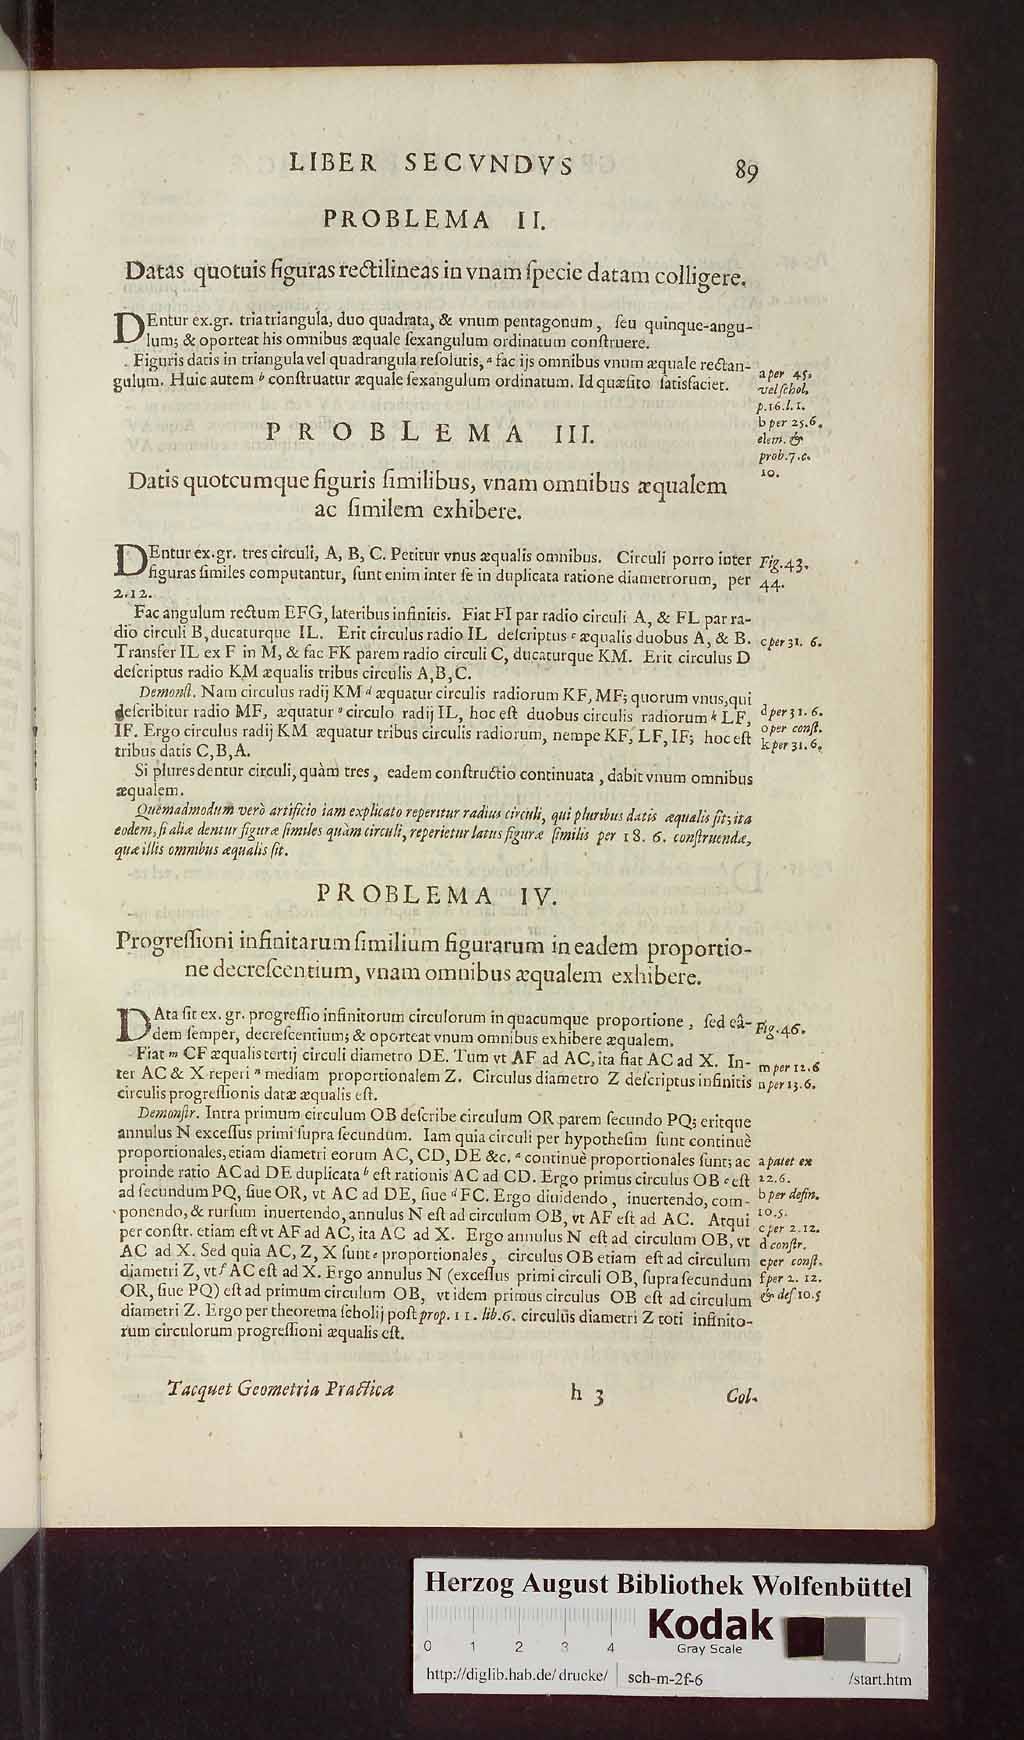 LIBER SECVNDVS 89
PROBLEMA II.
Datas quotuis figuras rectilineas in vnam ſpecie datam colligere.
DEntur ex.gr. tria triangula, duo quadrata, & vnum pentagonum, ſeu quinque-angu-
lum; & oporteat his omnibus æquale ſexangulum ordinatum conſtruere.
Figuris datis in triangula vel quadrangula reſolutis, a fac ijs omnibus vnum æquale rectan-
gulum. Huic autem b conſtruatur æquale ſexangulum ordinatum. Id quæſito ſatisfaciet.
a per 45.
vel ſchol.
p.16.l.1.
b per 25.6.
elem. &
prob.7.c.
10.
PROBLEMA III.
Datis quotcumque figuris ſimilibus, vnam omnibus æqualem
ac ſimilem exhibere.
DEntur ex.gr. tres circuli, A, B, C. Petitur vnus æqualis omnibus. Circuli porro inter
figuras ſimiles computantur, ſunt enim inter ſe in duplicata ratione diametrorum, per
2.12.
Fig.43.
44.
Fac angulum rectum EFG, lateribus infinitis. Fiat FI par radio circuli A, & FL par ra-
dio circuli B, ducaturque IL. Erit circulus radio IL deſcriptus c æqualis duobus A, & B.
Transfer IL ex F in M, & fac FK parem radio circuli C, ducaturque KM. Erit circulus D
deſcriptus radio KM æqualis tribus circulis A, B, C.
c per 31. 6.
Demonſt. Nam circulus radij KM d æquatur circulis radiorum KF, MF; quorum vnus, qui
deſcribitur radio MF, æquatur o circulo radij IL, hoc eſt duobus circulis radiorum k LF,
IF. Ergo circulus radij KM æquatur tribus circulis radiorum, nempe KF, LF, IF; hoc eſt
tribus datis C, B, A.
d per 31. 6.
o per conſt.
k per 31. 6.
Si plures dentur circuli, quàm tres, eadem conſtructio continuata, dabit vnum omnibus
æqualem.
Quemadmodum verò artificio iam explicato reperitur radius circuli, qui pluribus datis æqualis ſit; ita
eodem, ſi aliæ dentur figuræ ſimiles quàm circuli, reperietur latus figuræ ſimilis per 18. 6. conſtruendæ,
quæ illis omnibus æqualis ſit.
PROBLEMA IV.
Progreſſioni infinitarum ſimilium figurarum in eadem proportio-
ne decreſcentium, vnam omnibus æqualem exhibere.
DAta ſit ex. gr. progreſſio infinitorum circulorum in quacumque proportione, ſed eâ-
dem ſemper, decreſcentium; & oporteat vnum omnibus exhibere æqualem.
Fig.46.
Fiat m CF æqualis tertij circuli diametro DE. Tum vt AF ad AC, ita fiat AC ad X. In-
ter AC & X reperi n mediam proportionalem Z. Circulus diametro Z deſcriptus infinitis
circulis progreſſionis datæ æqualis eſt.
m per 12.6
n per 13.6.
Demonſtr. Intra primum circulum OB deſcribe circulum OR parem ſecundo PQ; eritque
annulus N exceſſus primi ſupra ſecundum. Iam quia circuli per hypotheſim ſunt continuè
proportionales, etiam diametri eorum AC, CD, DE &c. a continuè proportionales ſunt; ac
proinde ratio AC ad DE duplicata b eſt rationis AC ad CD. Ergo primus circulus OB c eſt
ad ſecundum PQ, ſiue OR, vt AC ad DE, ſiue d FC. Ergo diuidendo, inuertendo, com-
ponendo, & rurſum inuertendo, annulus N eſt ad circulum OB, vt AF eſt ad AC. Atqui
per conſtr. etiam eſt vt AF ad AC, ita AC ad X. Ergo annulus N eſt ad circulum OB, vt
AC ad X. Sed quia AC, Z, X ſunt e proportionales, circulus OB etiam eſt ad circulum
diametri Z, vt f AC eſt ad X. Ergo annulus N (exceſſus primi circuli OB, ſupra ſecundum
OR, ſiue PQ) eſt ad primum circulum OB, vt idem primus circulus OB eſt ad circulum
diametri Z. Ergo per theorema ſcholij poſt prop. 11. lib.6. circulus diametri Z toti infinito-
rum circulorum progreſſioni æqualis eſt.
a patet ex
22.6.
b per defin.
10.5.
c per 2.12.
d conſtr.
e per conſt.
f per 2. 12.
& def 10.5
Tacquet Geometria Practica h 3 Col-
Herzog August Bibliothek Wolfenbüttel
Kodak
Gray Scale
0 1 2 3 4
http://diglib.hab.de/drucke/ sch-m-2f-6 /start.htm